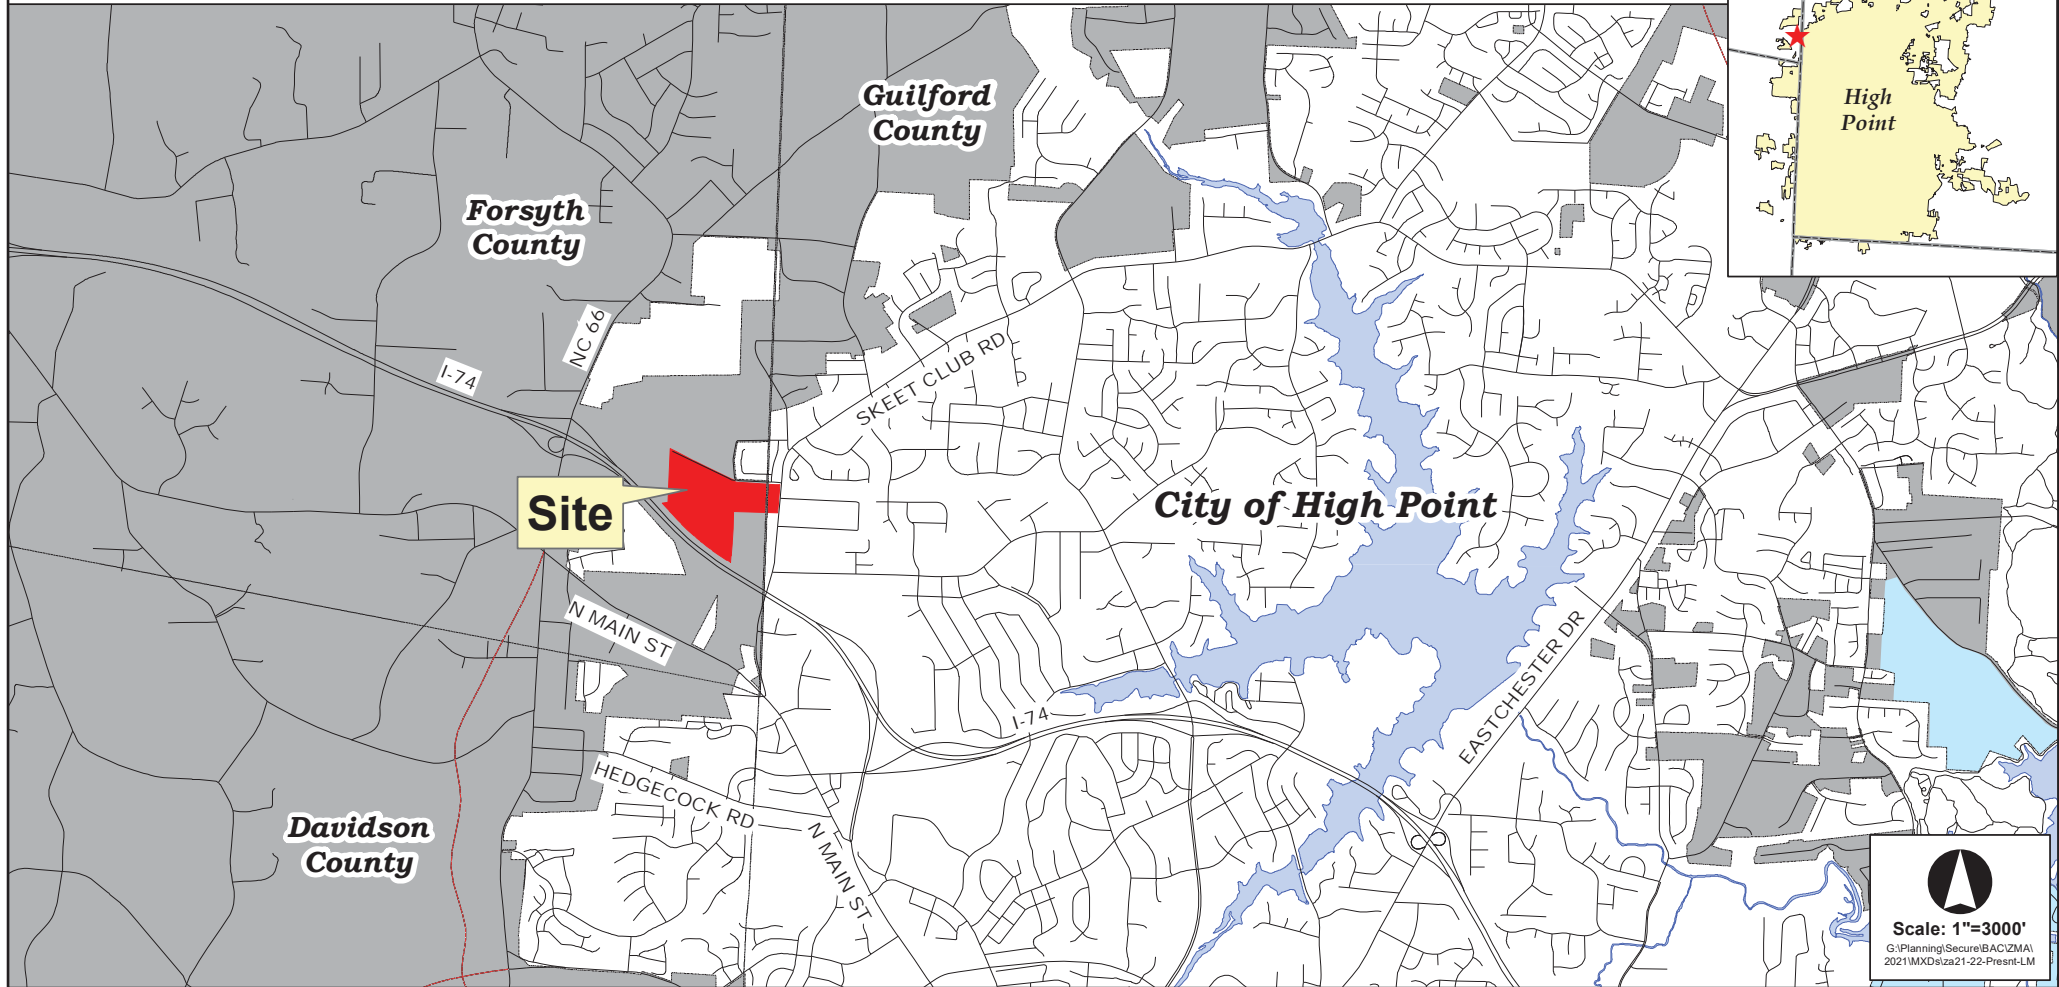 High
Point
Guilford
County
Forsyth
County
NC 66
I-74
SKEET CLUB RD
Site
City of High Point
N MAIN ST
EASTCHESTER DR
I-74
HEDGECOCK RD
Davidson
County
N MAIN ST
Scale: 1"=3000'
G:\Planning\Secure\BAC\ZMA\
2021\MXDs\za21-22-Presnt-LM